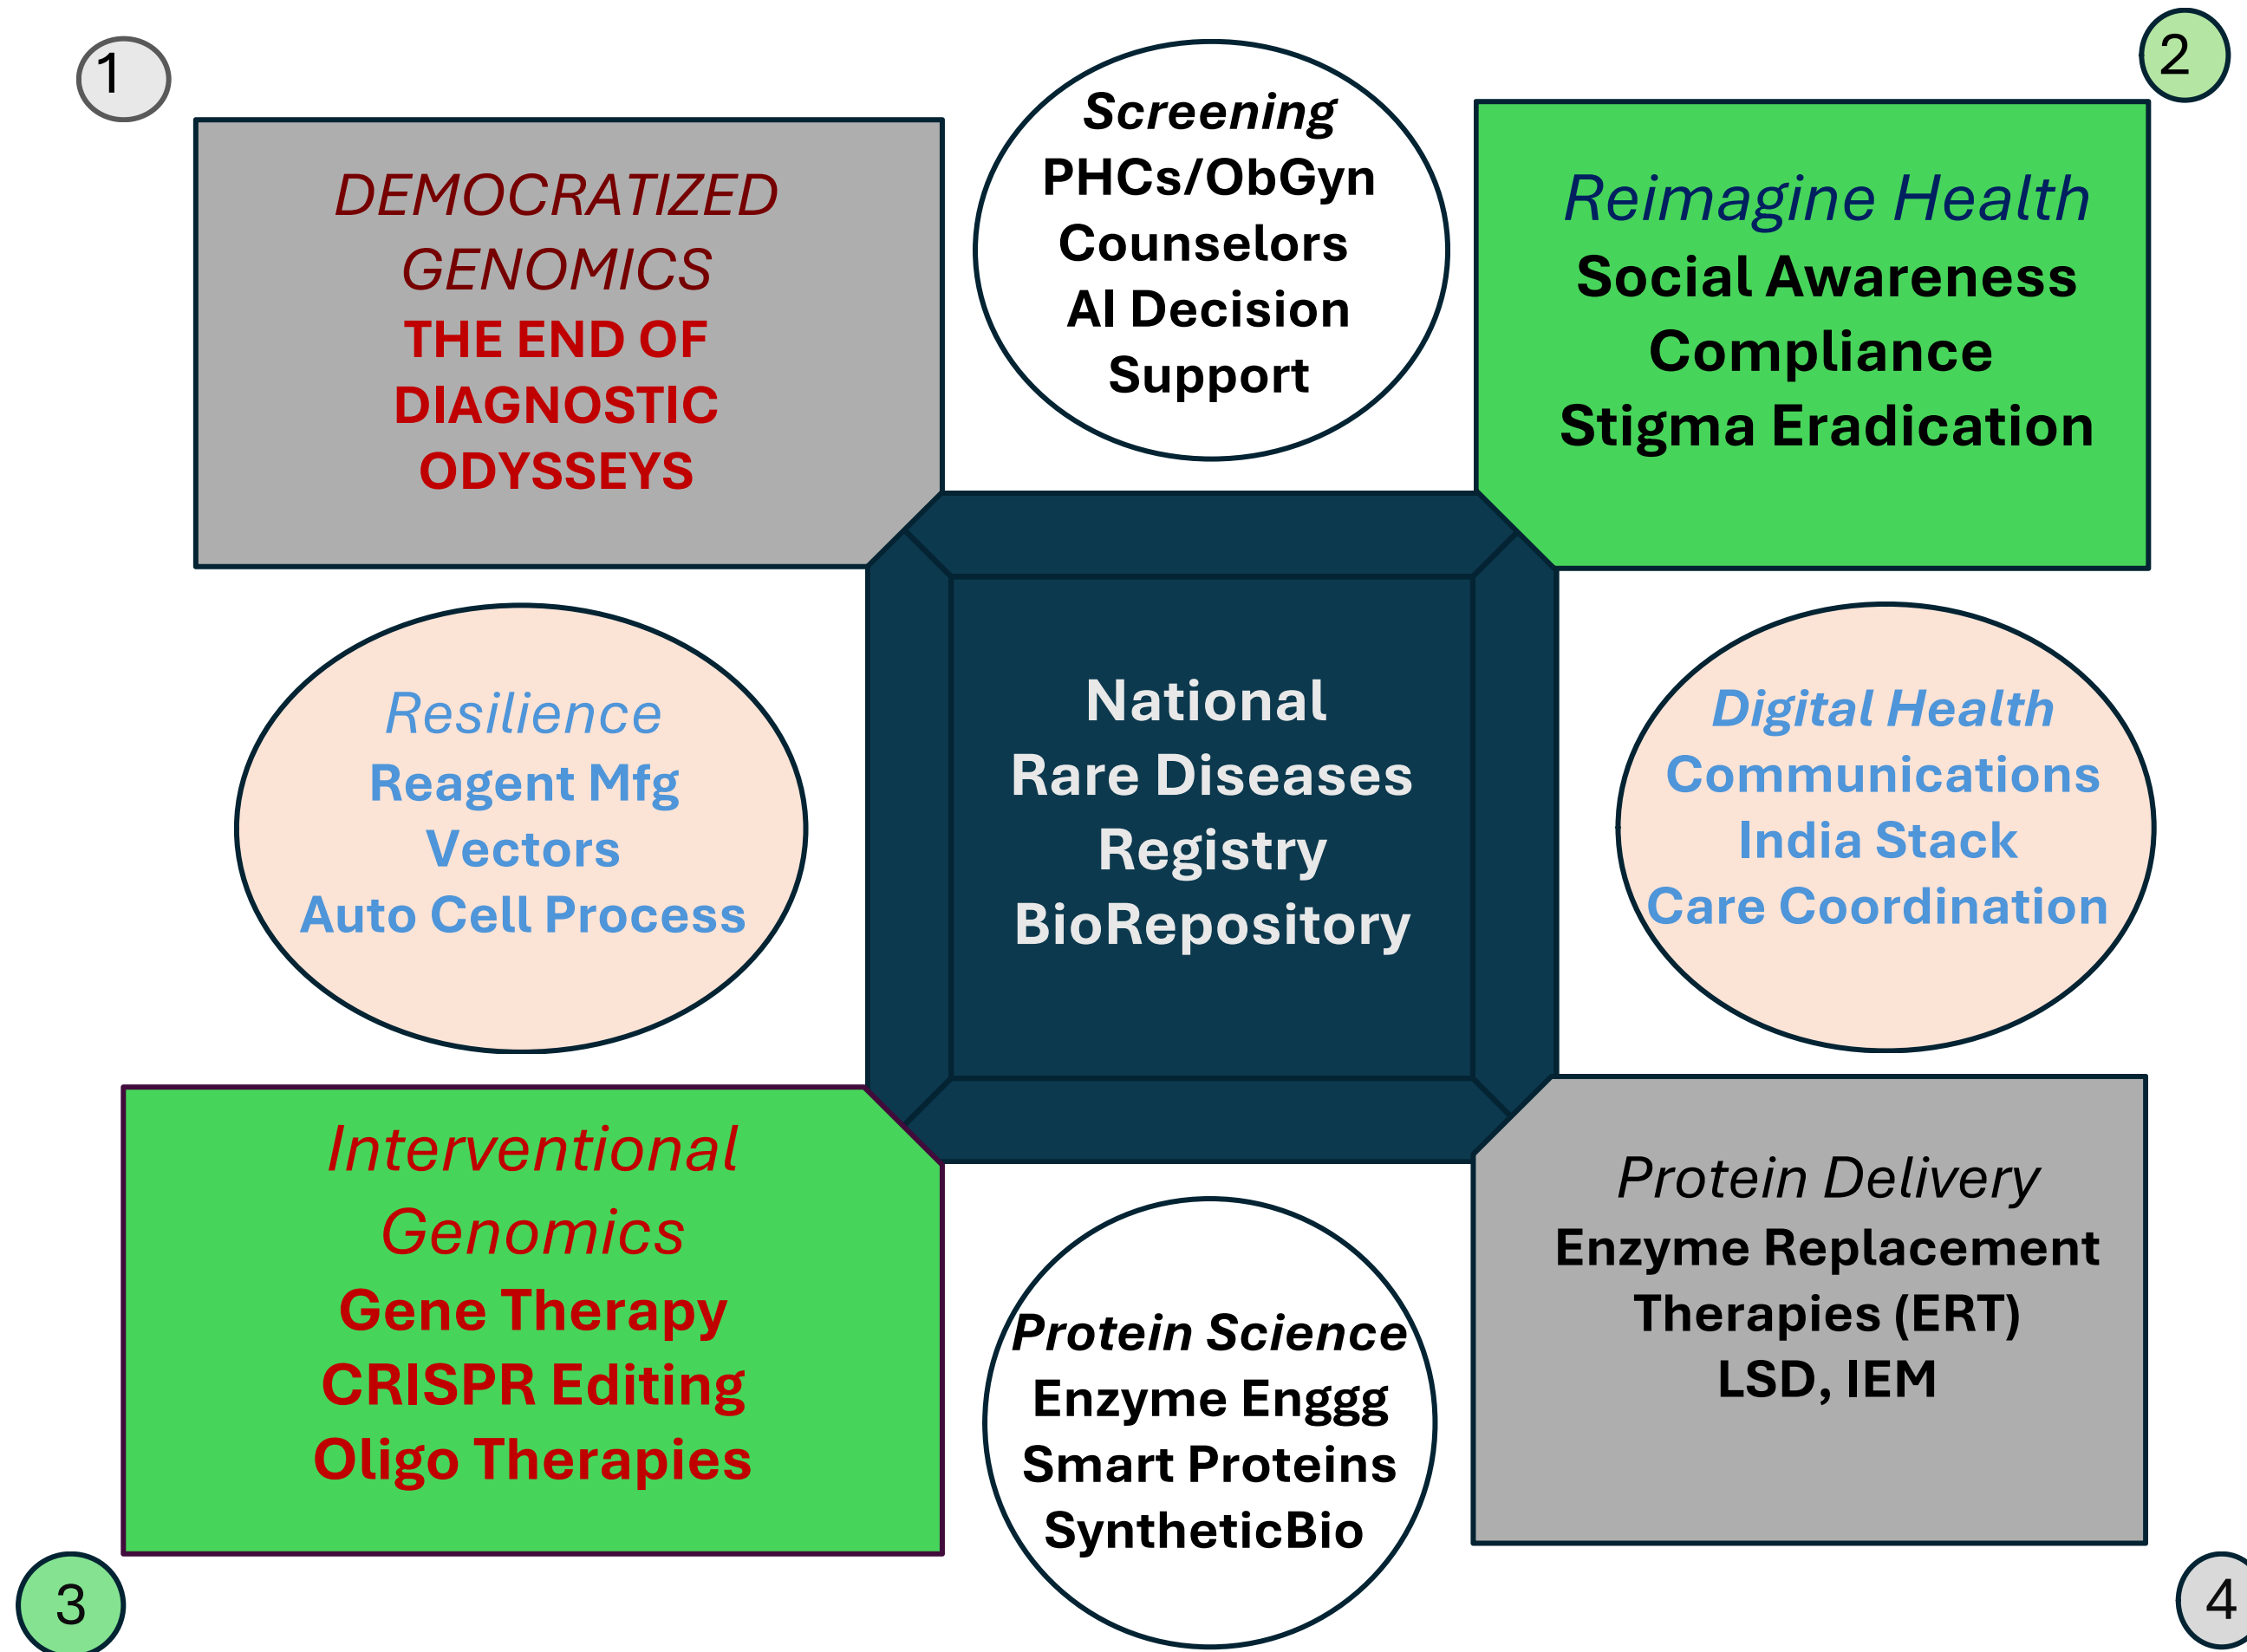 1
DEMOCRATIZED
GENOMICS
THE END OF
DIAGNOSTIC
ODYSSEYS
Screening
PHCs/ObGyn
Counselors
AI Decision
Support
2
Reimagine Health
Social Awareness
Compliance
Stigma Eradication
Resilience
Reagent Mfg
Vectors
Auto Cell Process
National
Rare Diseases
Registry
BioRepository
Digital Health
Communications
India Stack
Care Coordination
Interventional
Genomics
Gene Therapy
CRISPR Editing
Oligo Therapies
3
Protein Science
Enzyme Enggg
Smart Proteins
SyntheticBio
Protein Delivery
Enzyme Replacement
Therapies (ERT)
LSD, IEM
4